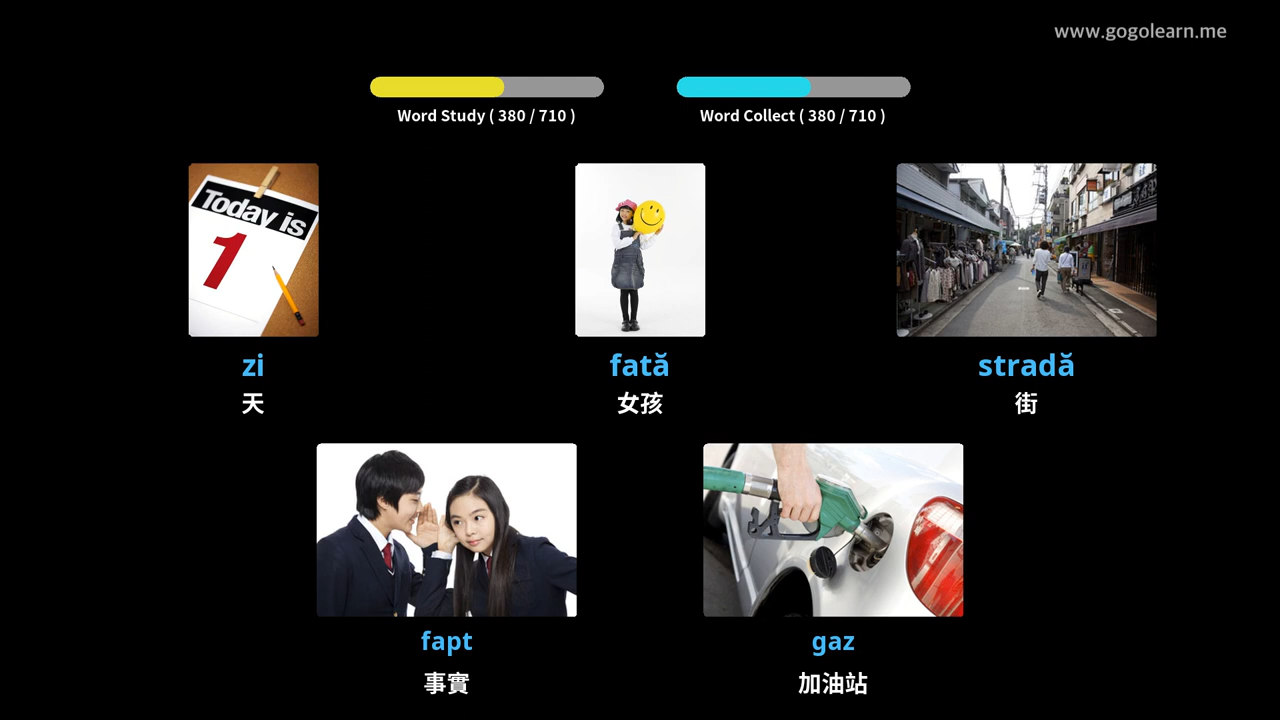 www.gogolearn.me
Word Study ( 380 / 710 )
Word Collect ( 380 / 710 )
Today is
1
zi
天
fată
女孩
stradă
街
fapt
事實
gaz
加油站